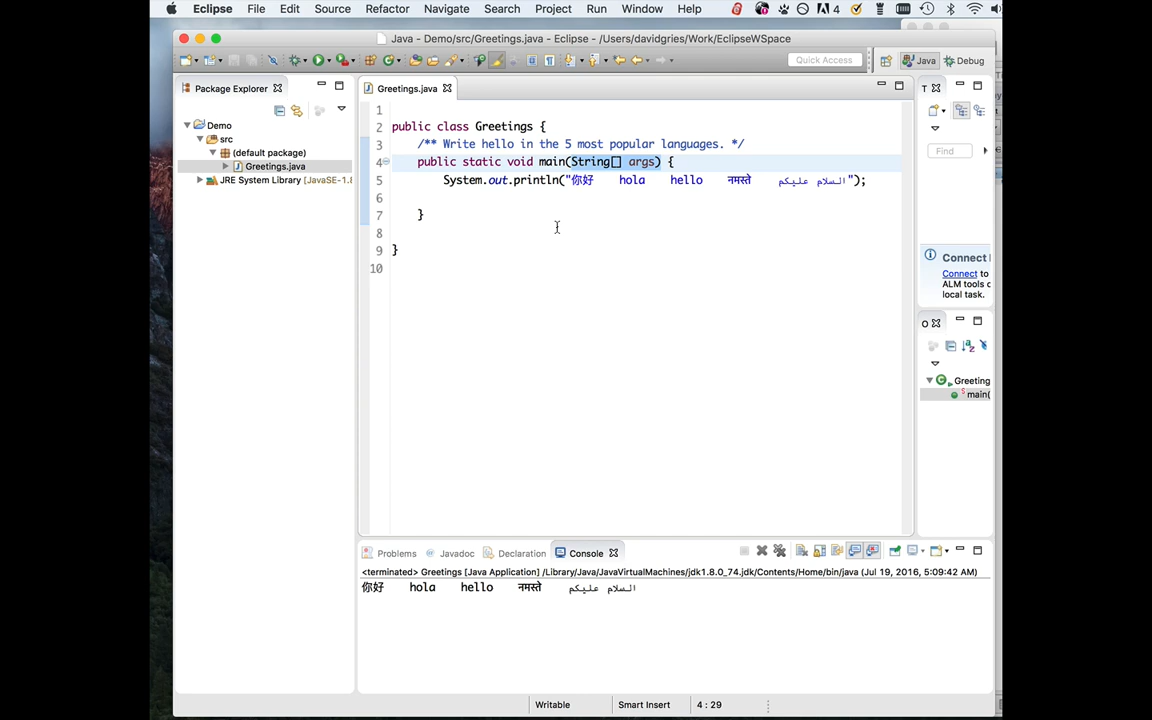 Eclipse File Edit Source Refactor Navigate Search Project Run Window Help 4
Java - Demo/src/Greetings.java - Eclipse - /Users/davidgries/Work/EclipseWSpace
Quick Access Java Debug
Package Explorer
Demo
src
(default package)
Greetings.java
JRE System Library [JavaSE-1.8
Greetings.java
1
2 public class Greetings {
3 /** Write hello in the 5 most popular languages. */
4 public static void main(String[] args) {
5 System.out.println("你好 hola hello नमस्ते السلام عليكم");
6
7 }
8
9 }
10
T
Find
Connect
Connect to
ALM tools
local task.
O
Greeting
main(
Problems Javadoc Declaration Console
<terminated> Greetings [Java Application] /Library/Java/JavaVirtualMachines/jdk1.8.0_74.jdk/Contents/Home/bin/java (Jul 19, 2016, 5:09:42 AM)
你好 hola hello नमस्ते السلام عليكم
Writable Smart Insert 4 : 29